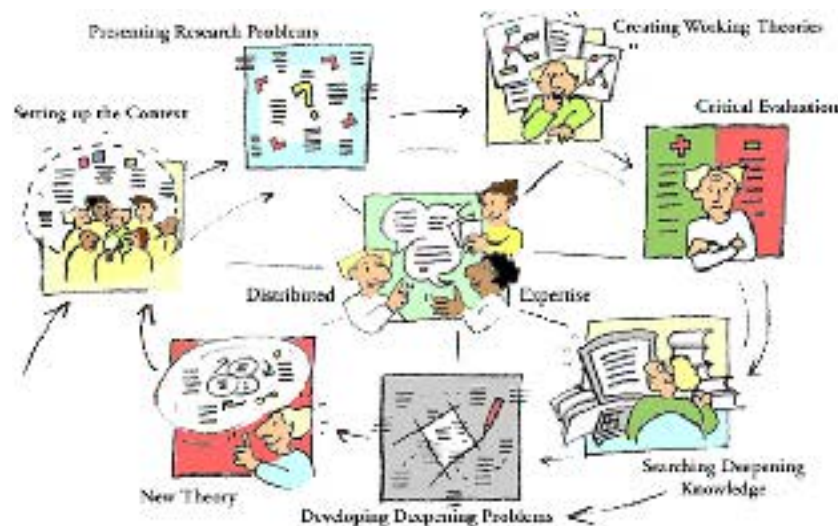 Presenting Research Problems
Creating Working Theories
Setting up the Context
Critical Evaluation
Distributed
Expertise
Searching Deepening
Knowledge
New Theory
Developing Deepening Problems